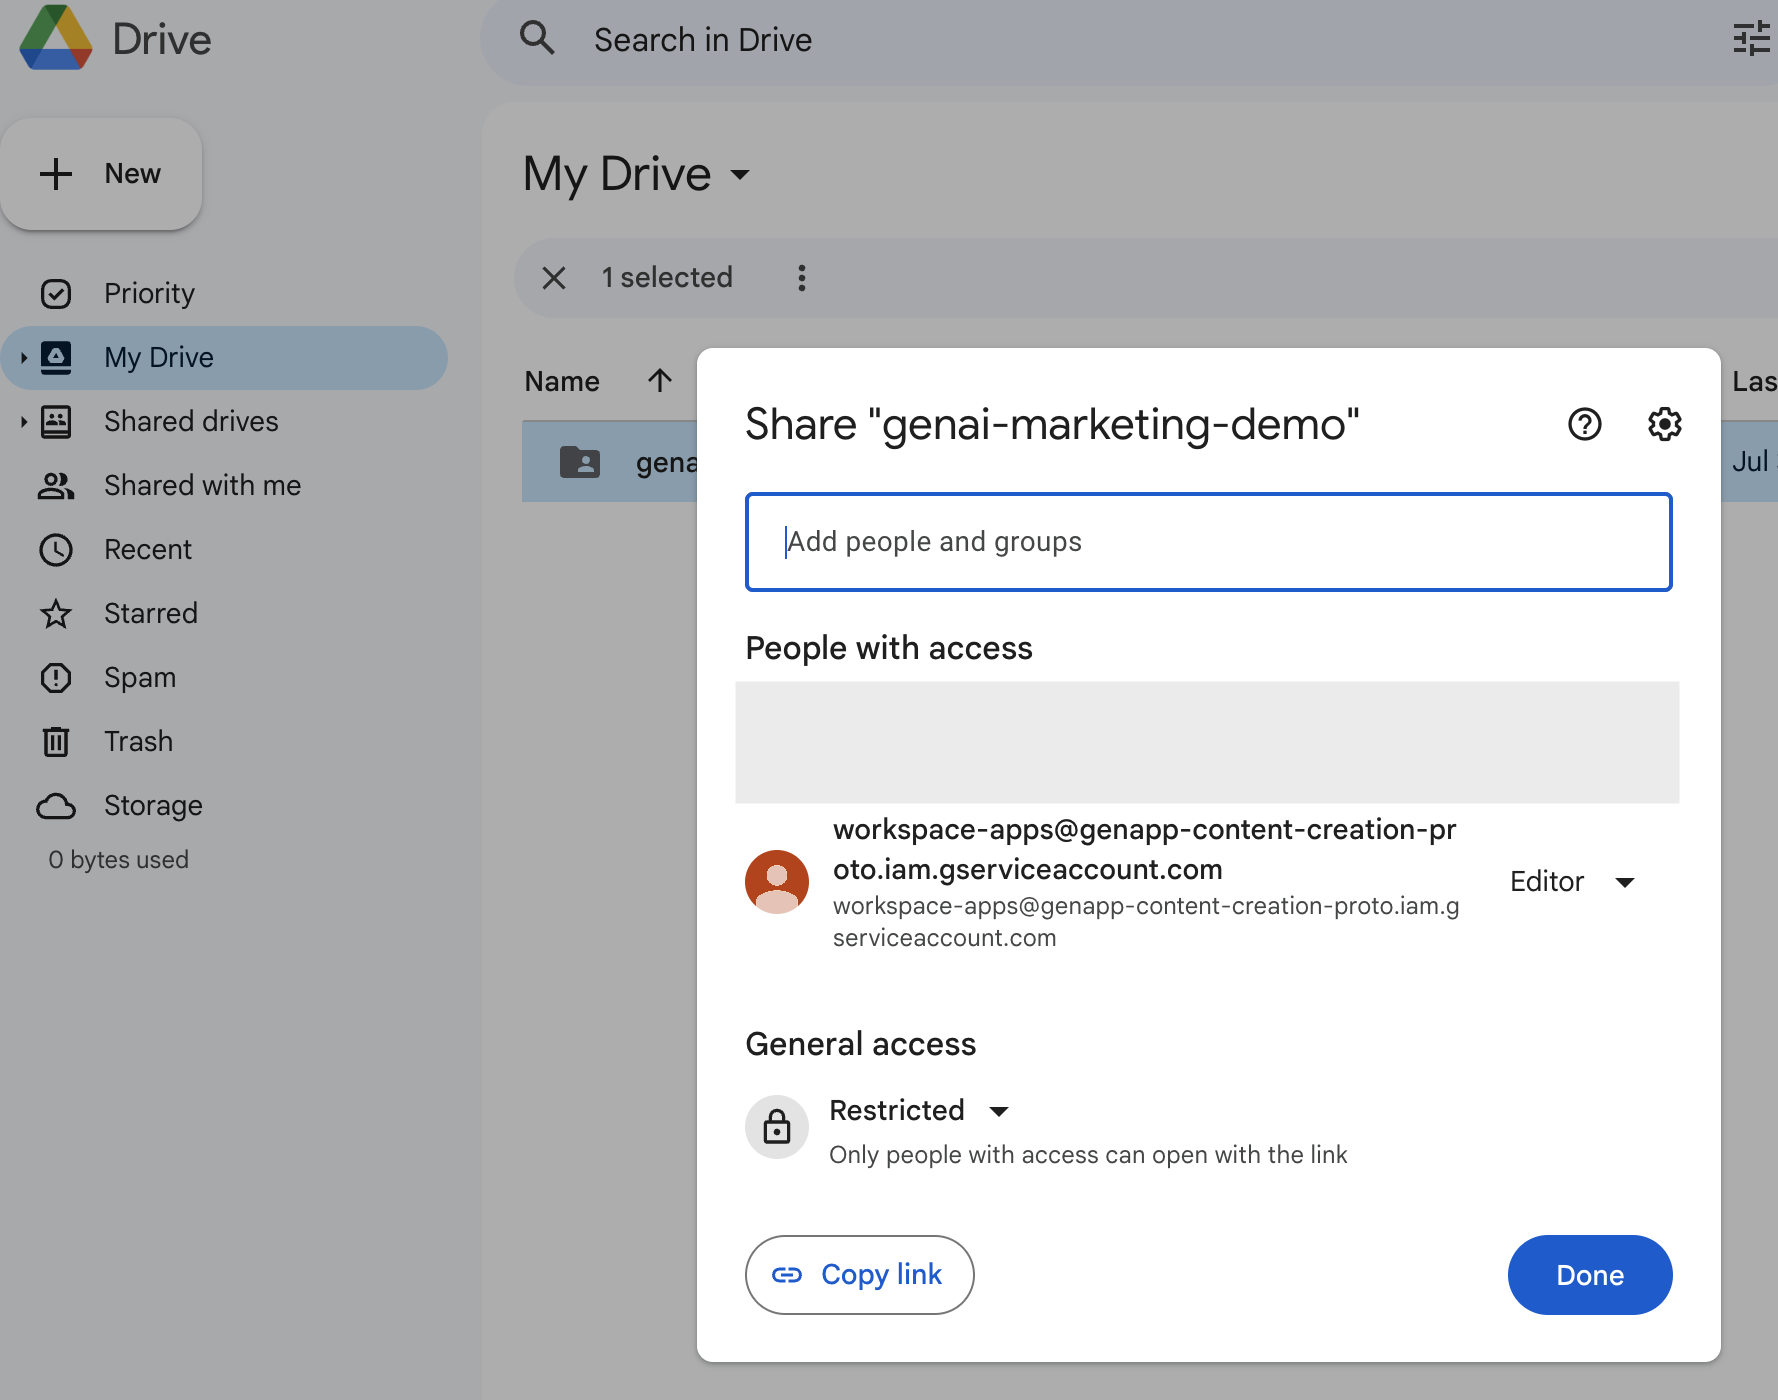 Drive
Search in Drive
New
My Drive
1 selected
Priority
My Drive
Shared drives
Shared with me
Recent
Starred
Spam
Trash
Storage
0 bytes used
Name
Las
gena
Jul
Share "genai-marketing-demo"
Add people and groups
People with access
workspace-apps@genapp-content-creation-pr
oto.iam.gserviceaccount.com
workspace-apps@genapp-content-creation-proto.iam.g
serviceaccount.com
Editor
General access
Restricted
Only people with access can open with the link
Copy link
Done